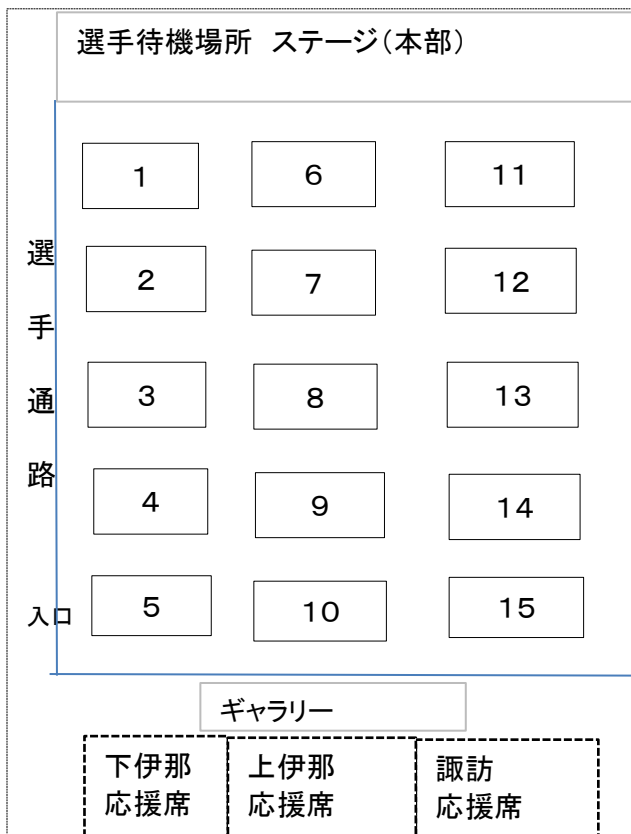 選手待機場所 ステージ(本部)
1 6 11
選手通路
2 7 12
3 8 13
4 9 14
入口
5 10 15
ギャラリー
下伊那
応援席
上伊那
応援席
諏訪
応援席